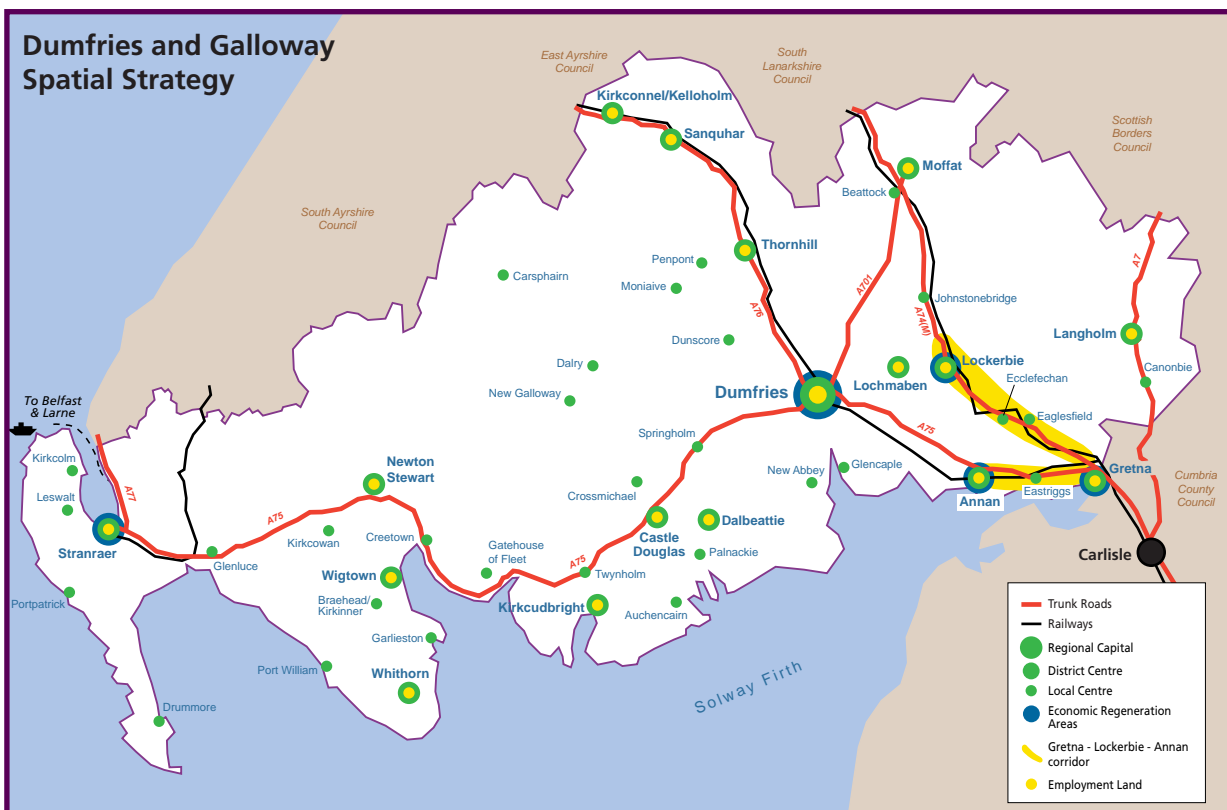 Dumfries and Galloway
Spatial Strategy
East Ayrshire
Council
South
Lanarkshire
Council
Scottish
Borders
Council
South Ayrshire
Council
Cumbria
County
Council
Kirkconnel/Kelloholm
Sanquhar
Moffat
Beattock
Thornhill
Penpont
Moniaive
Carsphairn
Johnstonebridge
A7
A701
A76
A74(M)
Dunscore
Langholm
Lockerbie
Canonbie
Dalry
Lochmaben
Ecclefechan
New Galloway
Dumfries
Eaglesfield
To Belfast
& Larne
Springholm
A75
Kirkcolm
Newton
Stewart
New Abbey
Glencaple
Gretna
Leswalt
A77
Crossmichael
Annan
Eastriggs
A75
Stranraer
Kirkcowan
Creetown
Castle
Douglas
Dalbeattie
Glenluce
Gatehouse
of Fleet
A75
Twynholm
Palnackie
Carlisle
Wigtown
Portpatrick
Braehead/
Kirkinner
Kirkcudbright
Auchencairn
Garlieston
Port William
Whithorn
Solway Firth
Drummore
Trunk Roads
Railways
Regional Capital
District Centre
Local Centre
Economic Regeneration
Areas
Gretna - Lockerbie - Annan
corridor
Employment Land